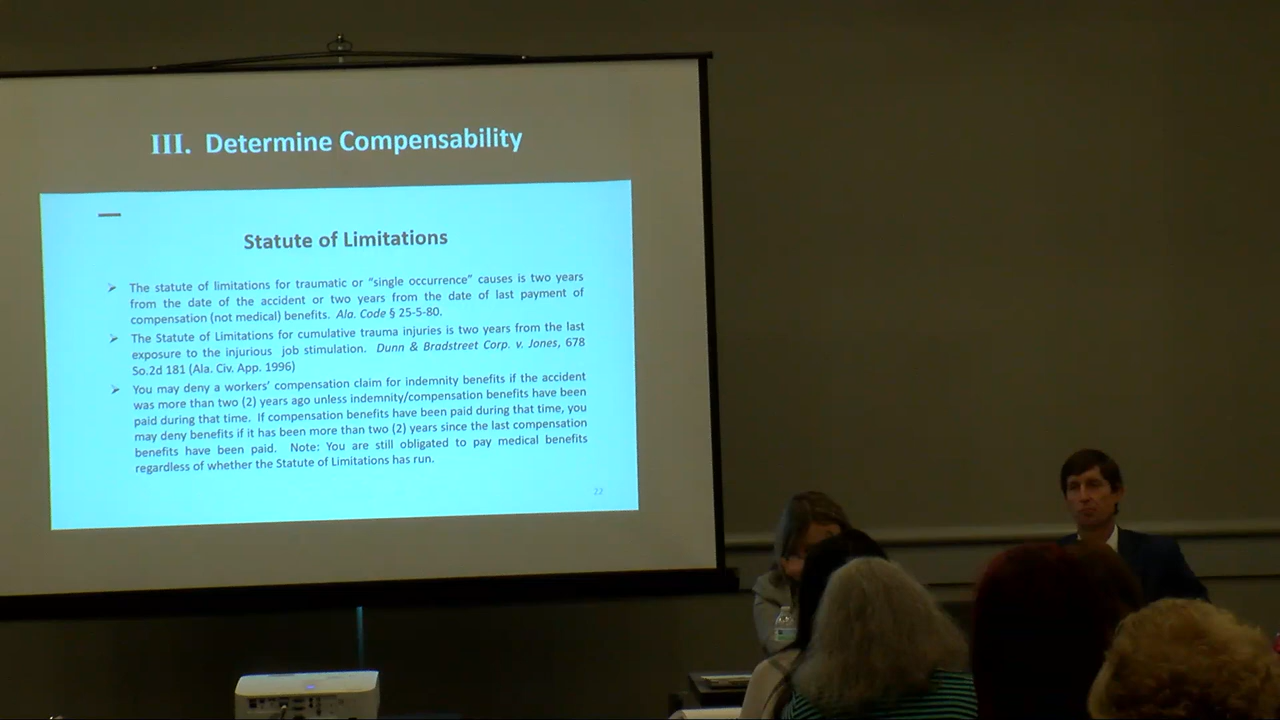 III. Determine Compensability
Statute of Limitations
➢ The statute of limitations for traumatic or “single occurrence” causes is two years
from the date of the accident or two years from the date of last payment of
compensation (not medical) benefits. Ala. Code § 25-5-80.
➢ The Statute of Limitations for cumulative trauma injuries is two years from the last
exposure to the injurious job stimulation. Dunn & Bradstreet Corp. v. Jones, 678
So.2d 181 (Ala. Civ. App. 1996)
➢ You may deny a workers’ compensation claim for indemnity benefits if the accident
was more than two (2) years ago unless indemnity/compensation benefits have been
paid during that time. If compensation benefits have been paid during that time, you
may deny benefits if it has been more than two (2) years since the last compensation
benefits have been paid. Note: You are still obligated to pay medical benefits
regardless of whether the Statute of Limitations has run.
22